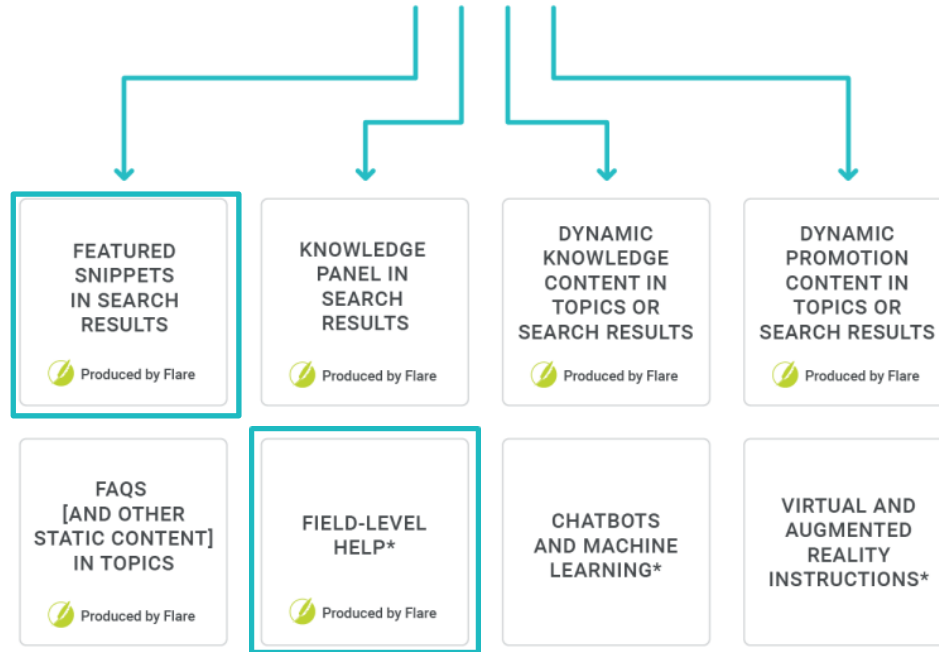 FEATURED
SNIPPETS
IN SEARCH
RESULTS
Produced by Flare
KNOWLEDGE
PANEL IN
SEARCH
RESULTS
Produced by Flare
DYNAMIC
KNOWLEDGE
CONTENT IN
TOPICS OR
SEARCH RESULTS
Produced by Flare
DYNAMIC
PROMOTION
CONTENT IN
TOPICS OR
SEARCH RESULTS
Produced by Flare
FAQS
[AND OTHER
STATIC CONTENT]
IN TOPICS
Produced by Flare
FIELD-LEVEL
HELP*
Produced by Flare
CHATBOTS
AND MACHINE
LEARNING*
VIRTUAL AND
AUGMENTED
REALITY
INSTRUCTIONS*